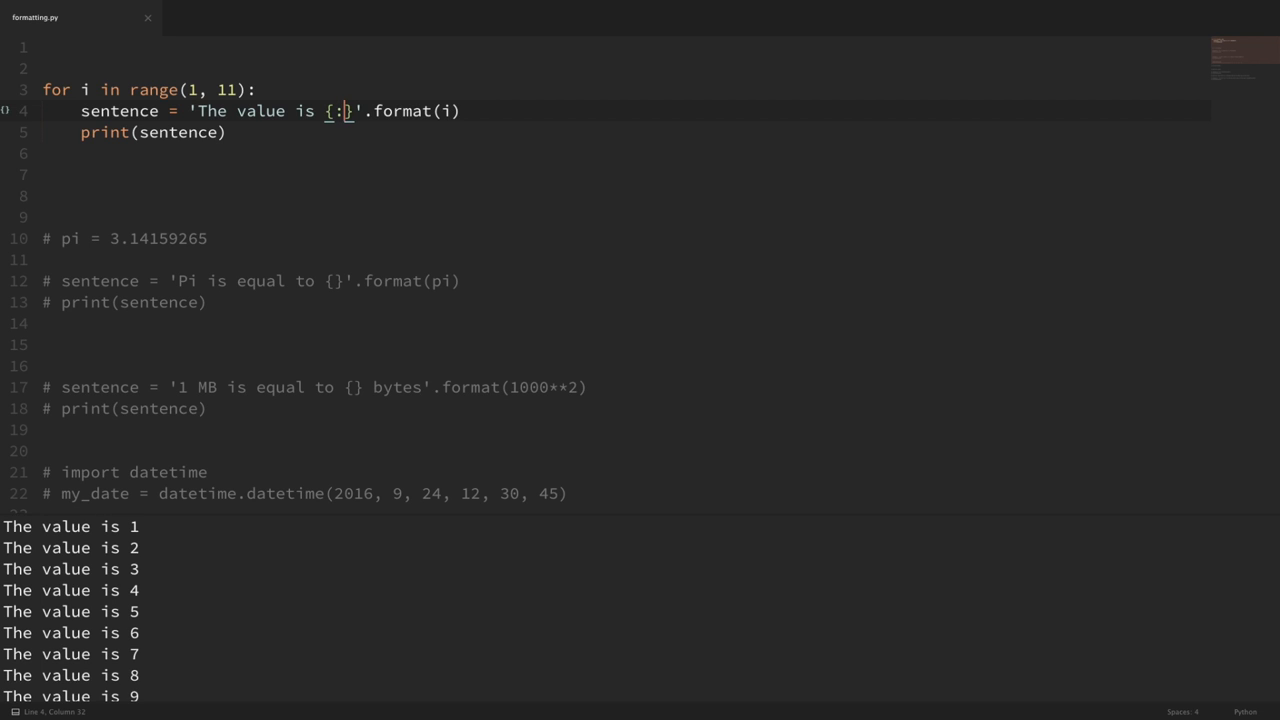 formatting.py ×
1
2
3 for i in range(1, 11):
{} 4 sentence = 'The value is {:}'.format(i)
5 print(sentence)
6
7
8
9
10 # pi = 3.14159265
11
12 # sentence = 'Pi is equal to {}'.format(pi)
13 # print(sentence)
14
15
16
17 # sentence = '1 MB is equal to {} bytes'.format(1000**2)
18 # print(sentence)
19
20
21 # import datetime
22 # my_date = datetime.datetime(2016, 9, 24, 12, 30, 45)
The value is 1
The value is 2
The value is 3
The value is 4
The value is 5
The value is 6
The value is 7
The value is 8
The value is 9
Line 4, Column 32 Spaces: 4 Python